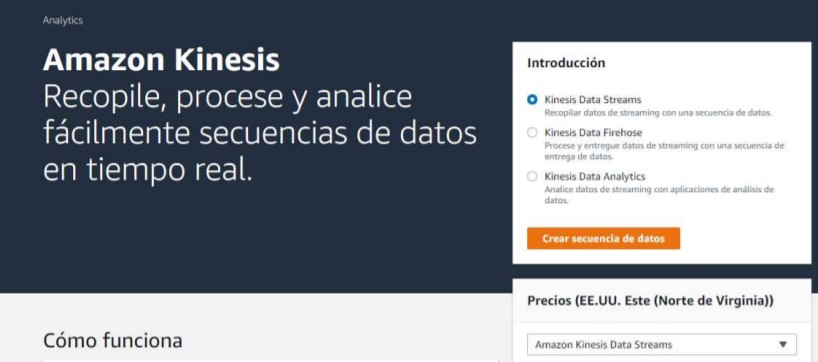 Analytics
Amazon Kinesis
Recopile, procese y analice
fácilmente secuencias de datos
en tiempo real.
Introducción
Kinesis Data Streams
Recopilar datos de streaming con una secuencia de datos.
Kinesis Data Firehose
Procese y entregue datos de streaming con una secuencia de
entrega de datos.
Kinesis Data Analytics
Analice datos de streaming con aplicaciones de análisis de
datos.
Crear secuencia de datos
Precios (EE.UU. Este (Norte de Virginia))
Amazon Kinesis Data Streams
Cómo funciona